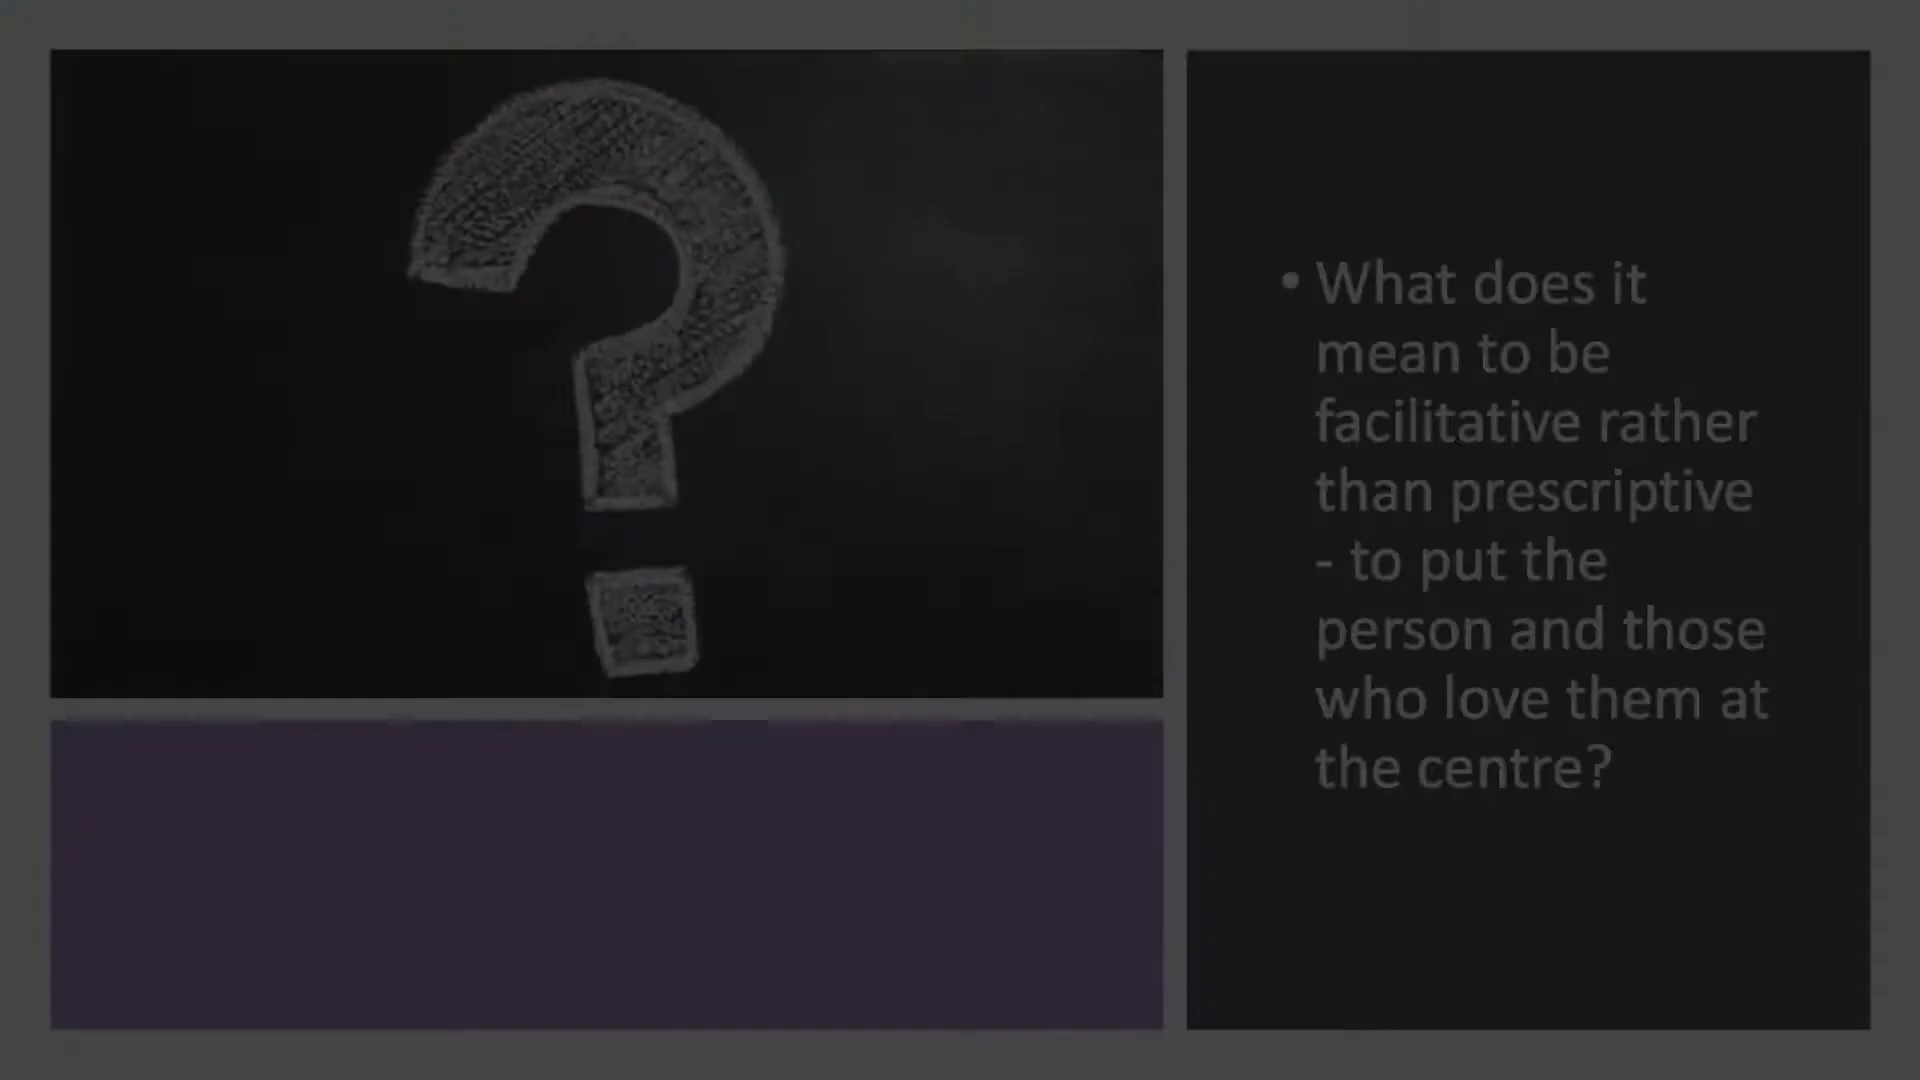 • What does it
mean to be
facilitative rather
than prescriptive
- to put the
person and those
who love them at
the centre?